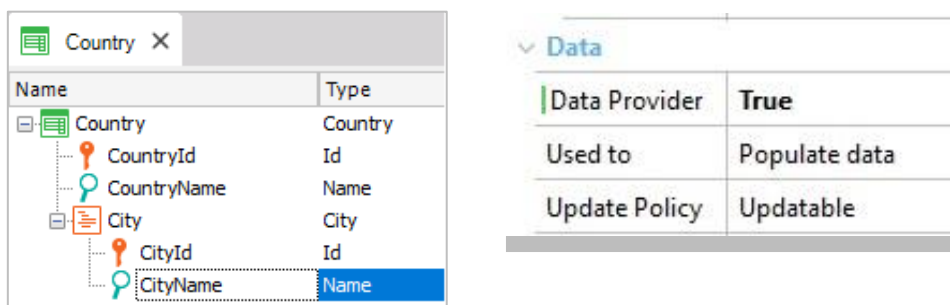 Country
Name Type
Country Country
CountryId Id
CountryName Name
City City
CityId Id
CityName Name
Data
Data Provider True
Used to Populate data
Update Policy Updatable